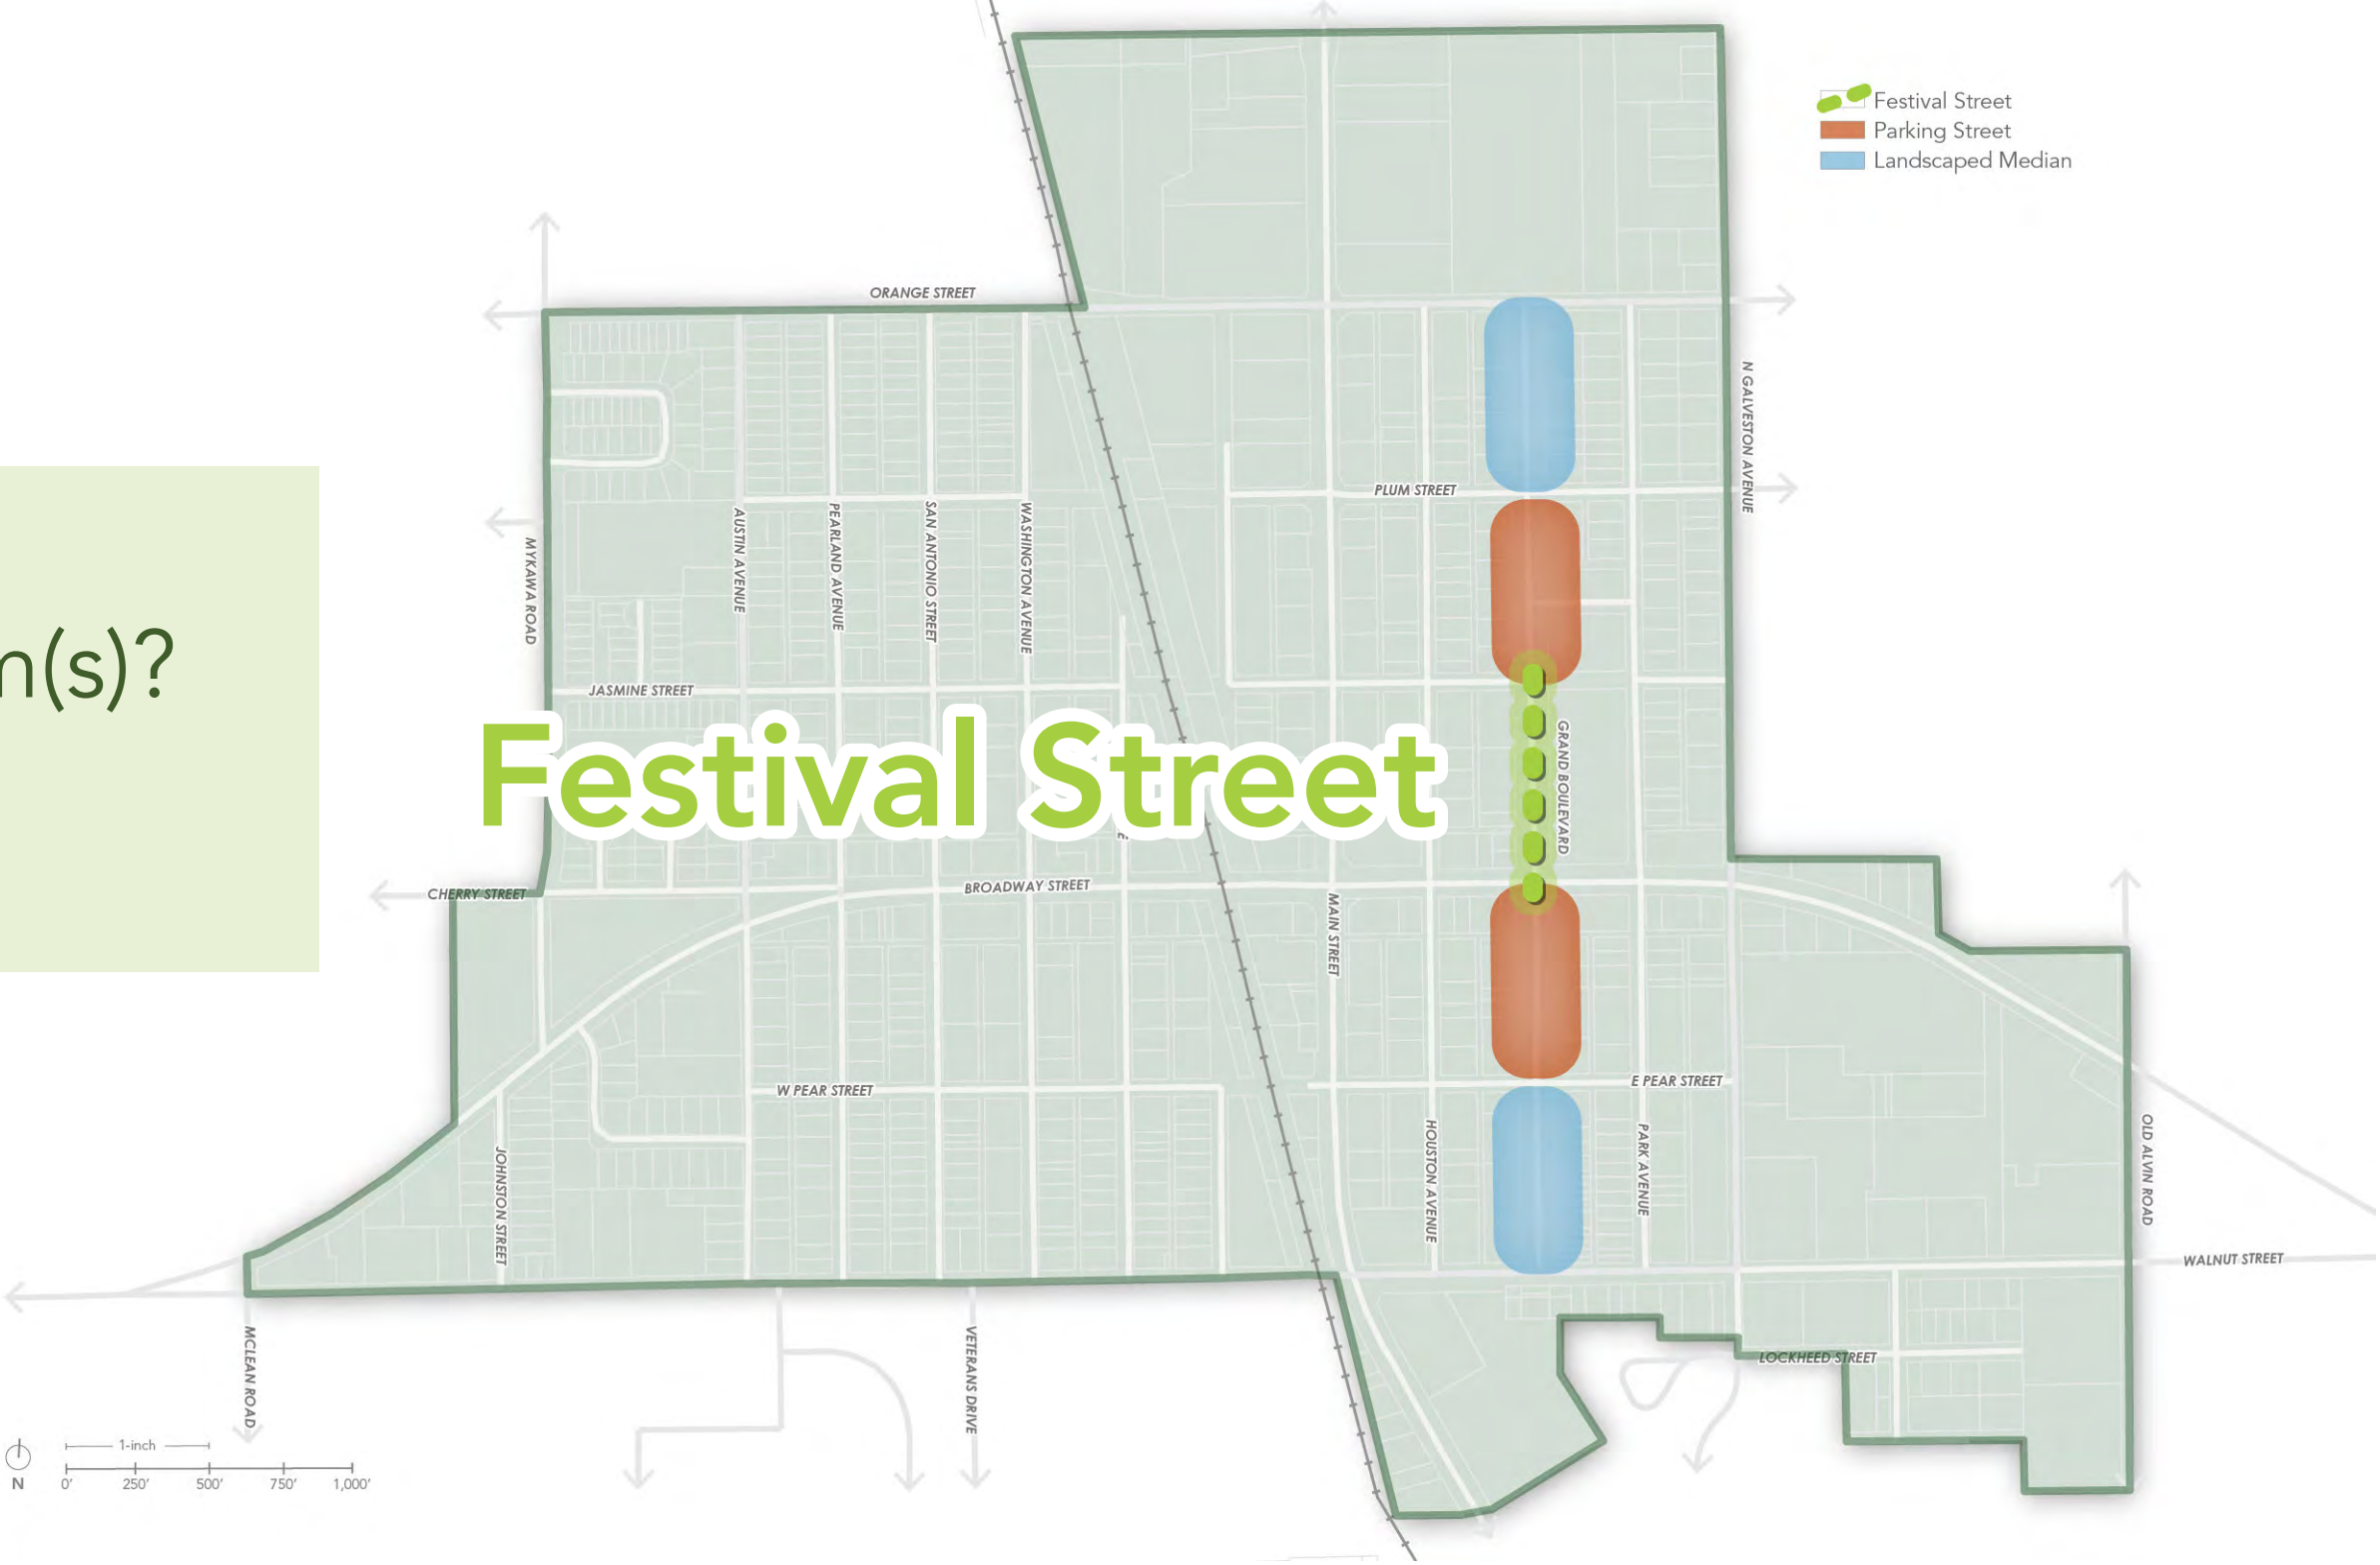 Festival Street
Parking Street
Landscaped Median
ORANGE STREET
N GALVESTON AVENUE
PLUM STREET
AUSTIN AVENUE
PEARLAND AVENUE
SAN ANTONIO STREET
WASHINGTON AVENUE
MYKAWA ROAD
n(s)?
JASMINE STREET
Festival Street
GRAND BOULEVARD
CHERRY STREET
BROADWAY STREET
MAIN STREET
W PEAR STREET
E PEAR STREET
JOHNSTON STREET
HOUSTON AVENUE
PARK AVENUE
OLD ALVIN ROAD
WALNUT STREET
MCLEAN ROAD
VETERANS DRIVE
LOCKHEED STREET
1-inch
N
0' 250' 500' 750' 1,000'